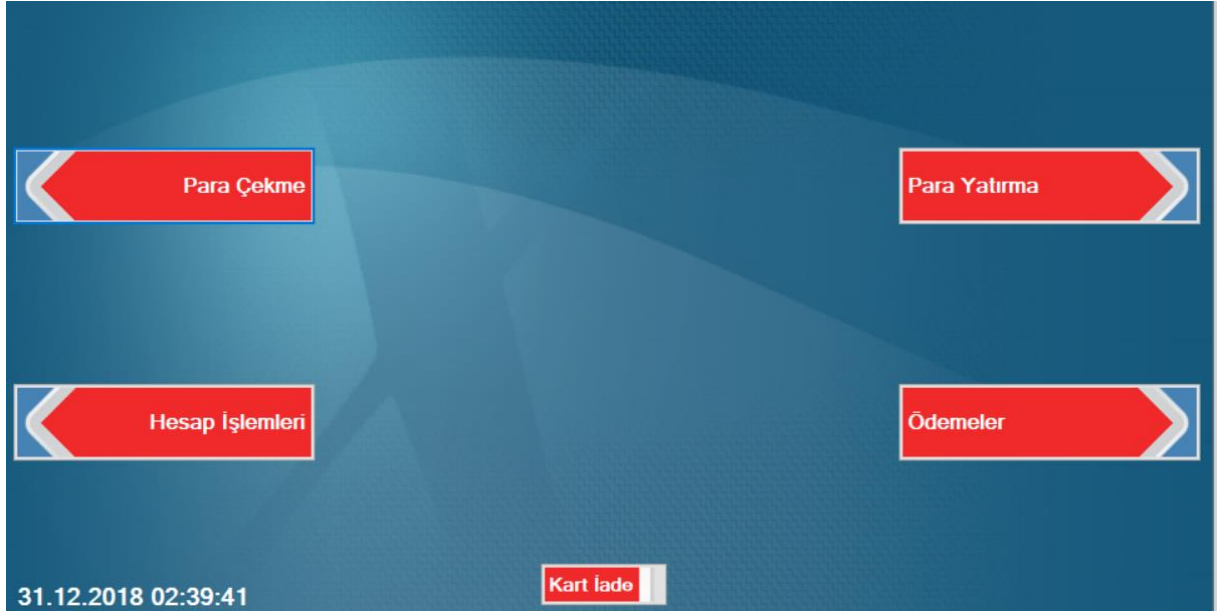 Para Çekme
Para Yatırma
Hesap İşlemleri
Ödemeler
Kart İade
31.12.2018 02:39:41